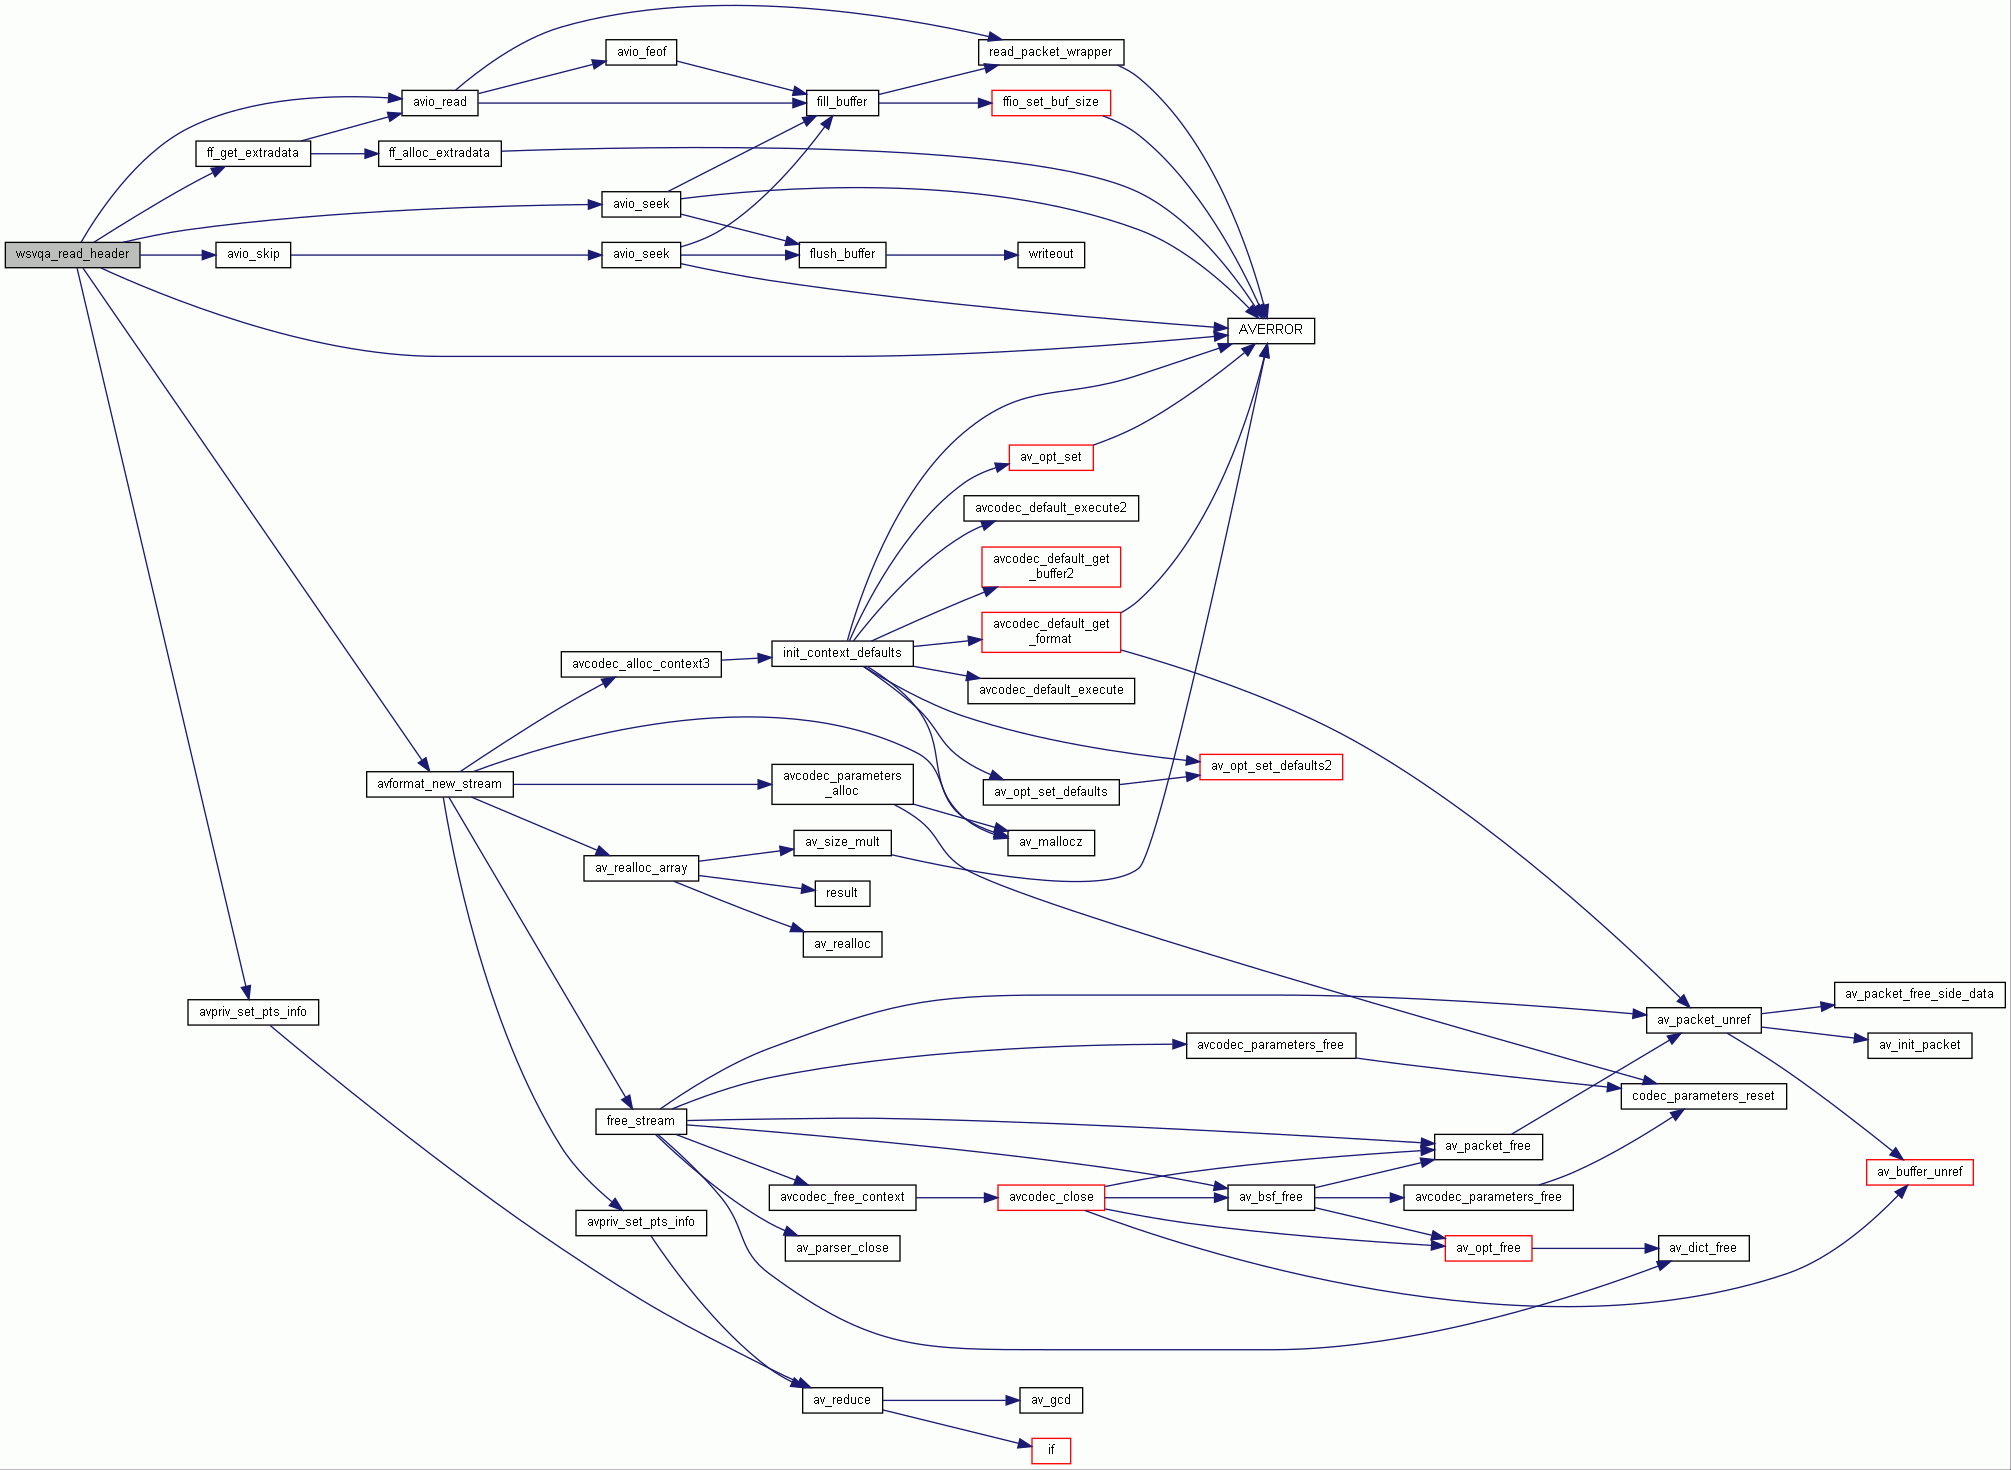 avio_feof
read_packet_wrapper
avio_read
fill_buffer
ffio_set_buf_size
ff_get_extradata
ff_alloc_extradata
avio_seek
wsvqa_read_header
avio_skip
avio_seek
flush_buffer
writeout
AVERROR
av_opt_set
avcodec_default_execute2
avcodec_default_get
_buffer2
avcodec_default_get
_format
init_context_defaults
avcodec_alloc_context3
avcodec_default_execute
av_opt_set_defaults2
avformat_new_stream
avcodec_parameters
_alloc
av_opt_set_defaults
av_size_mult
av_mallocz
av_realloc_array
result
av_realloc
av_packet_free_side_data
avpriv_set_pts_info
av_packet_unref
avcodec_parameters_free
av_init_packet
codec_parameters_reset
free_stream
av_packet_free
av_buffer_unref
avcodec_free_context
avcodec_close
av_bsf_free
avcodec_parameters_free
avpriv_set_pts_info
av_parser_close
av_opt_free
av_dict_free
av_reduce
av_gcd
if